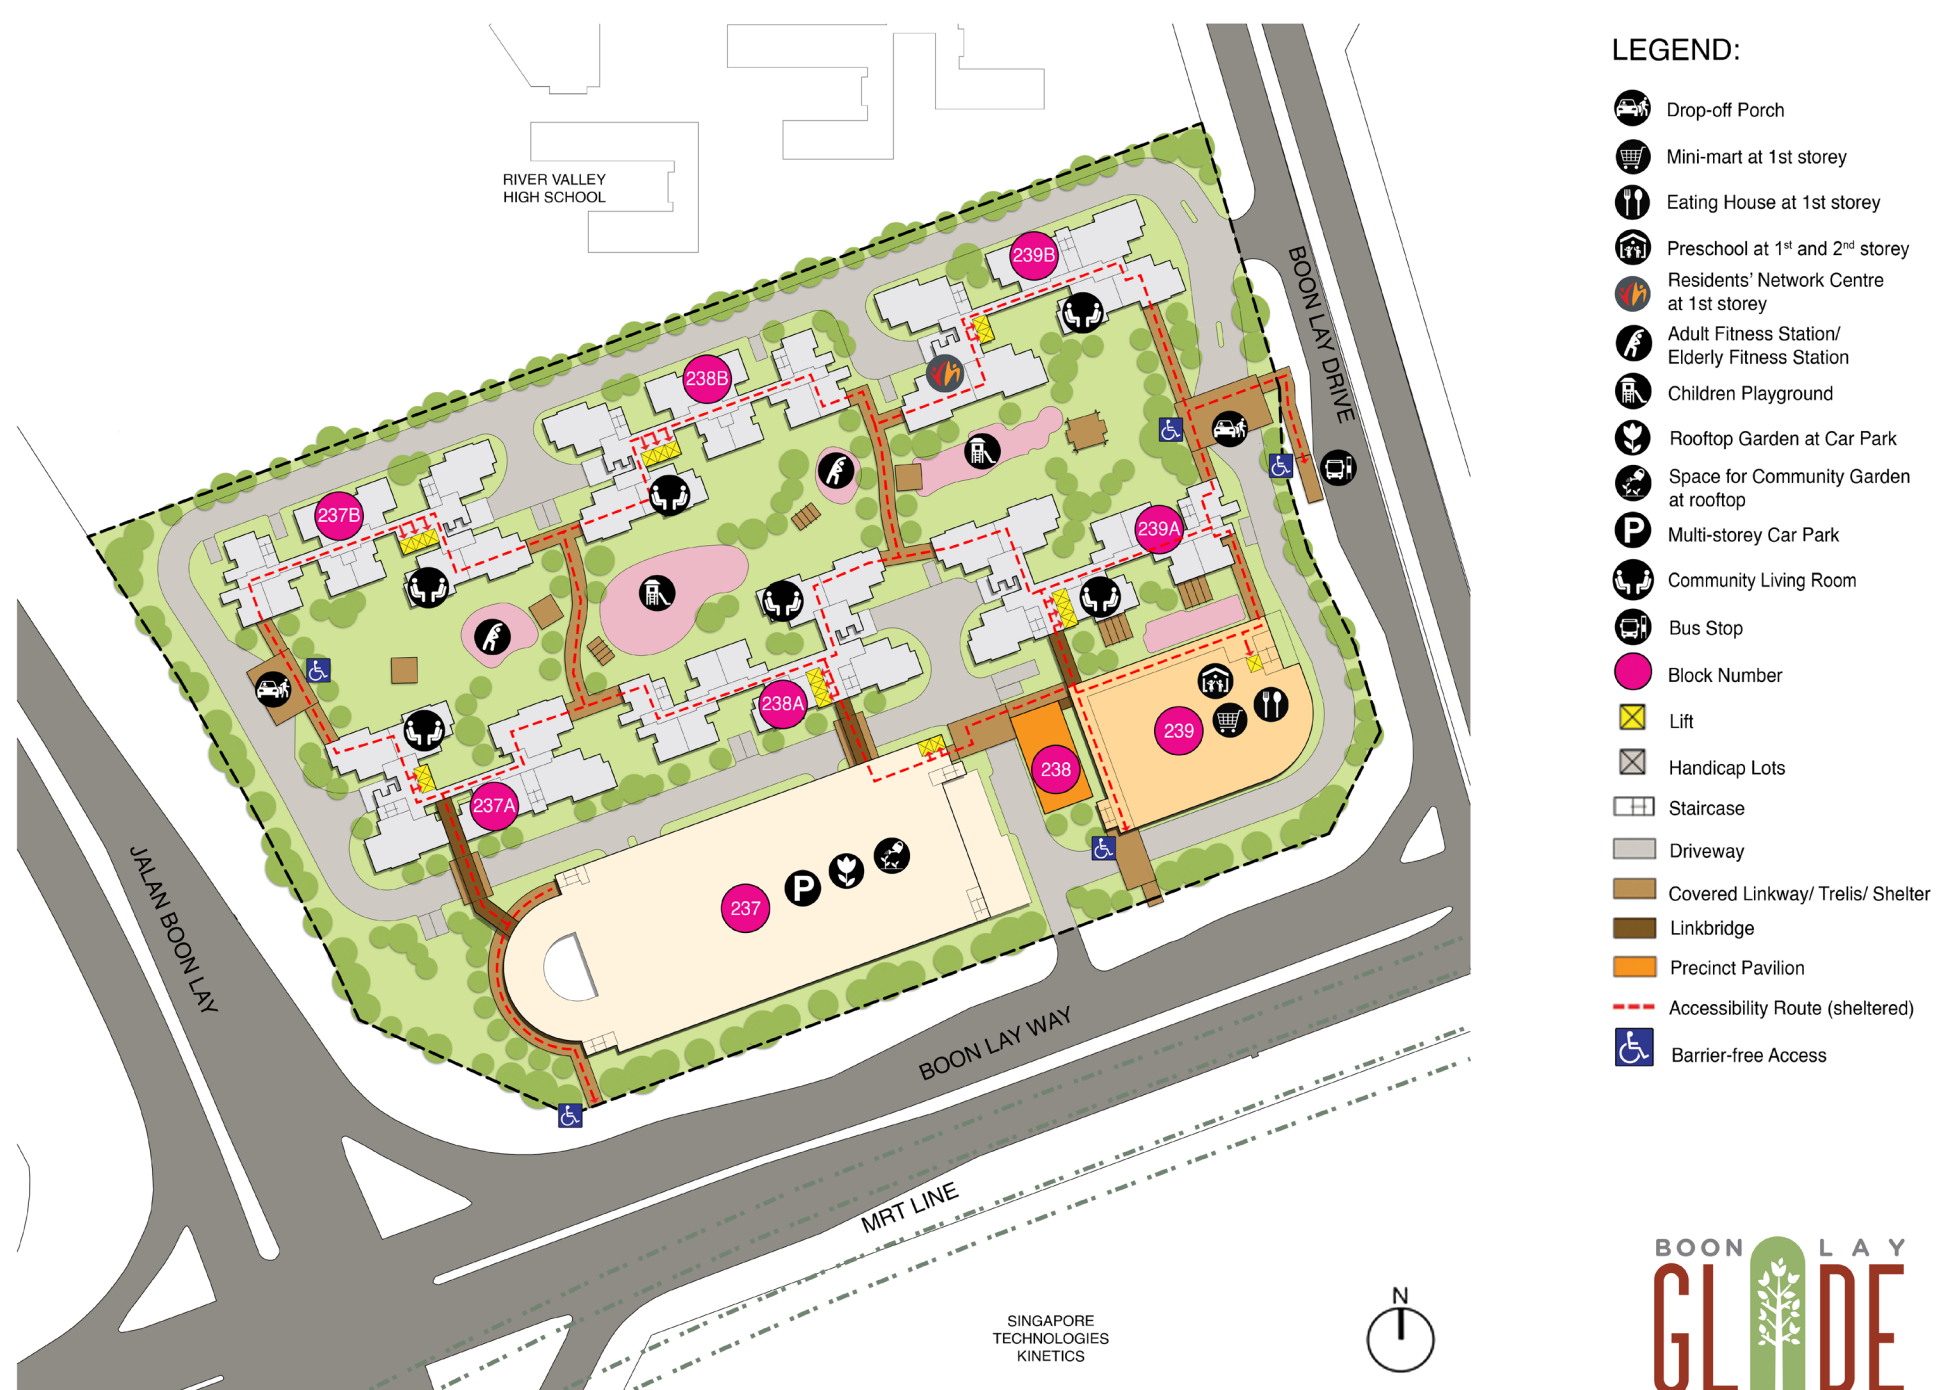 RIVER VALLEY
HIGH SCHOOL
239B
BOON LAY DRIVE
238B
237B
239A
238A
239
238
237A
237
P
JALAN BOON LAY
BOON LAY WAY
MRT LINE
SINGAPORE
TECHNOLOGIES
KINETICS
N
LEGEND:
Drop-off Porch
Mini-mart at 1st storey
Eating House at 1st storey
Preschool at 1st and 2nd storey
Residents' Network Centre
at 1st storey
Adult Fitness Station/
Elderly Fitness Station
Children Playground
Rooftop Garden at Car Park
Space for Community Garden
at rooftop
P Multi-storey Car Park
Community Living Room
Bus Stop
Block Number
Lift
Handicap Lots
Staircase
Driveway
Covered Linkway/ Trelis/ Shelter
Linkbridge
Precinct Pavilion
Accessibility Route (sheltered)
Barrier-free Access
BOON LAY
GLIDE